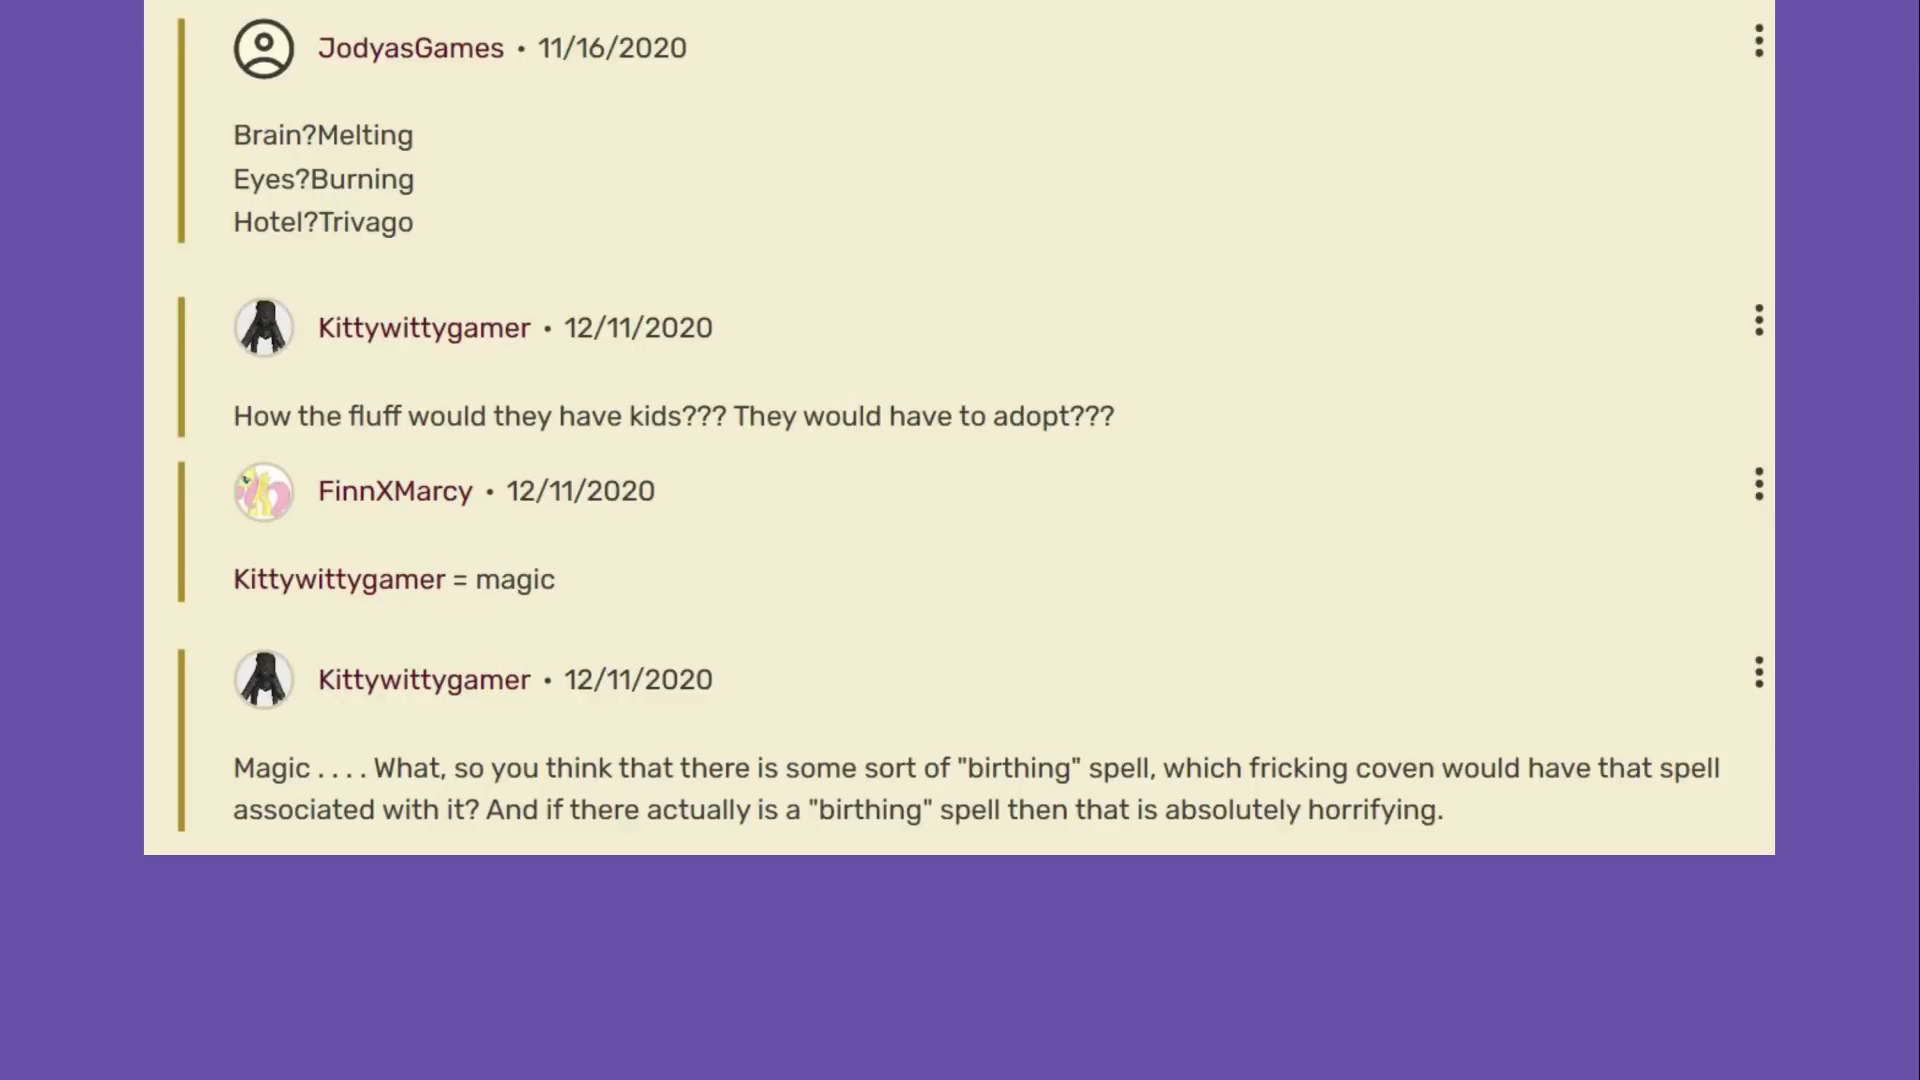 JodyasGames • 11/16/2020
Brain?Melting
Eyes?Burning
Hotel?Trivago
Kittywittygamer • 12/11/2020
How the fluff would they have kids??? They would have to adopt???
FinnXMarcy • 12/11/2020
Kittywittygamer = magic
Kittywittygamer • 12/11/2020
Magic . . . . What, so you think that there is some sort of "birthing" spell, which fricking coven would have that spell
associated with it? And if there actually is a "birthing" spell then that is absolutely horrifying.